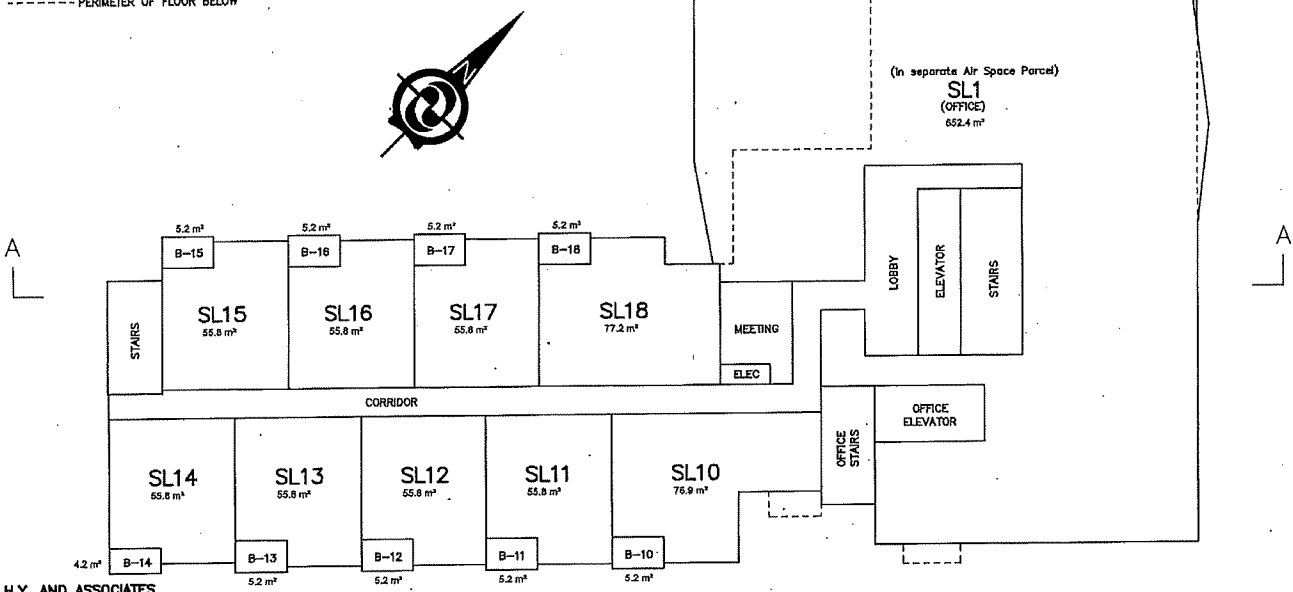 ------- PERIMETER OF FLOOR BELOW
N
(In separate Air Space Parcel)
SL1
(OFFICE)
652.4 m²
A
A
5.2 m²
5.2 m²
5.2 m²
5.2 m²
B-15
B-16
B-17
B-18
STAIRS
SL15
55.8 m²
SL16
55.8 m²
SL17
55.8 m²
SL18
77.2 m²
MEETING
ELEC
LOBBY
ELEVATOR
STAIRS
CORRIDOR
OFFICE
STAIRS
OFFICE
ELEVATOR
SL14
55.8 m²
SL13
55.8 m²
SL12
55.8 m²
SL11
55.8 m²
SL10
76.9 m²
4.2 m²
B-14
B-13
B-12
B-11
B-10
5.2 m²
5.2 m²
5.2 m²
5.2 m²
H.Y. AND ASSOCIATES